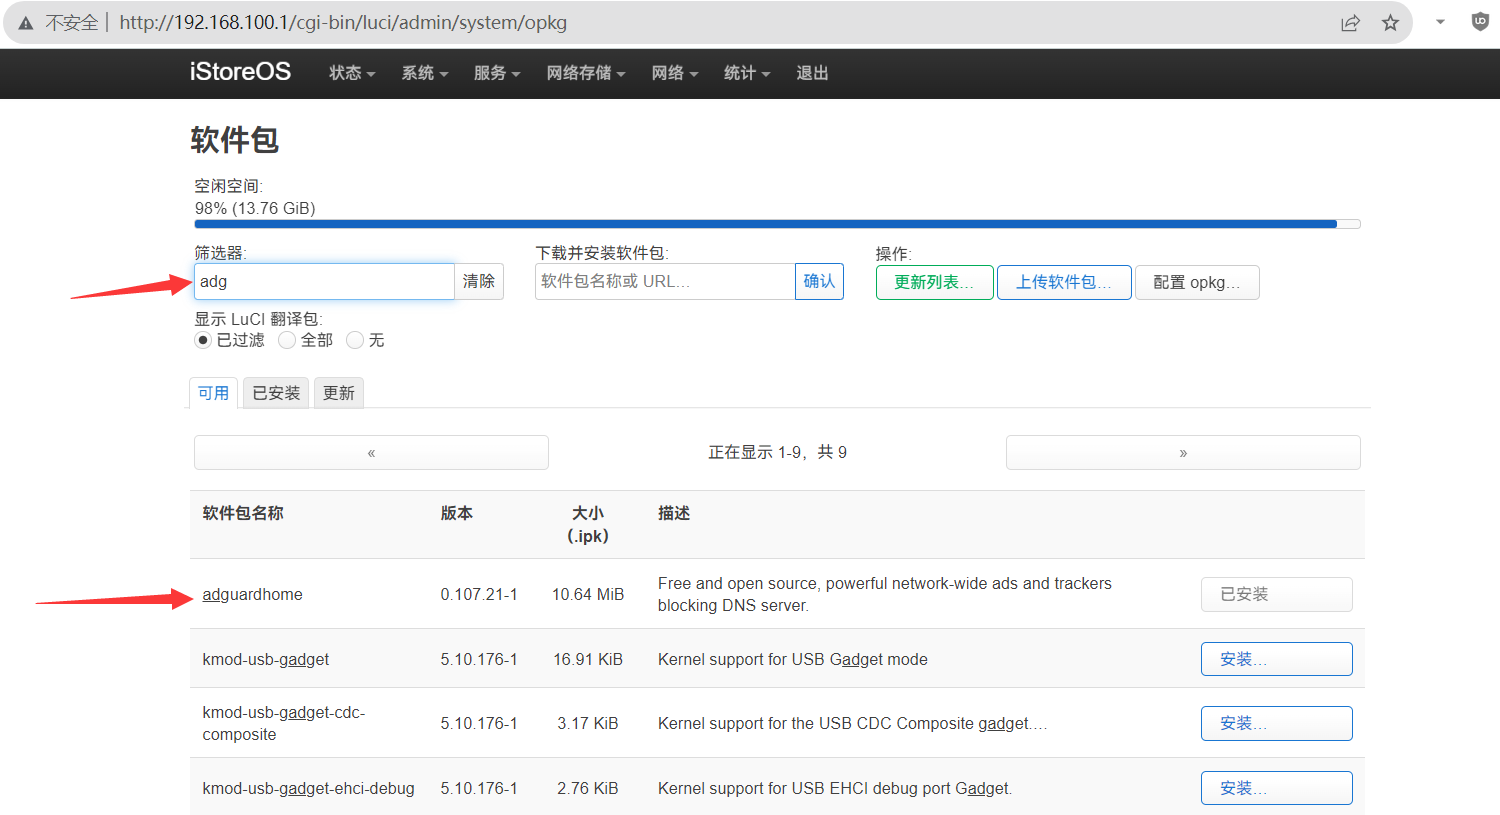 不安全 http://192.168.100.1/cgi-bin/luci/admin/system/opkg
iStoreOS 状态 系统 服务 网络存储 网络 统计 退出
软件包
空闲空间:
98% (13.76 GiB)
筛选器: 下载并安装软件包: 操作:
adg 清除 软件包名称或 URL... 确认 更新列表... 上传软件包... 配置 opkg...
显示 LuCI 翻译包:
已过滤 全部 无
可用 已安装 更新
« 正在显示 1-9，共 9 »
软件包名称 版本 大小 描述
(.ipk)
adguardhome 0.107.21-1 10.64 MiB Free and open source, powerful network-wide ads and trackers 已安装
blocking DNS server.
kmod-usb-gadget 5.10.176-1 16.91 KiB Kernel support for USB Gadget mode 安装...
kmod-usb-gadget-cdc- 5.10.176-1 3.17 KiB Kernel support for the USB CDC Composite gadget.... 安装...
composite
kmod-usb-gadget-ehci-debug 5.10.176-1 2.76 KiB Kernel support for USB EHCI debug port Gadget. 安装...